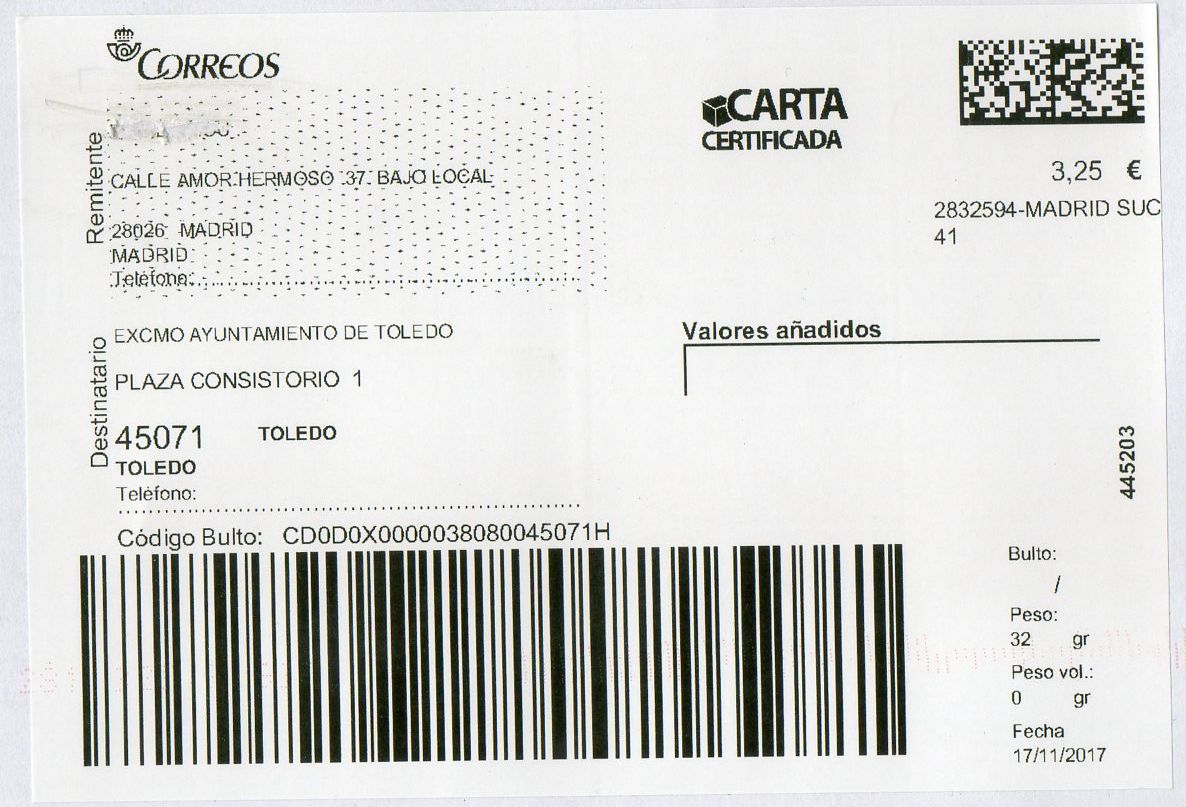 CORREOS
Remitente
CALLE AMOR HERMOSO 37 BAJO LOCAL
28026 MADRID
MADRID
Teléfono:
CARTA
CERTIFICADA
3,25 €
2832594-MADRID SUC
41
Destinatario
EXCMO AYUNTAMIENTO DE TOLEDO
PLAZA CONSISTORIO 1
45071 TOLEDO
TOLEDO
Teléfono:
Valores añadidos
445203
Código Bulto: CD0D0X0000038080045071H
Bulto:
/
Peso:
32 gr
Peso vol.:
0 gr
Fecha
17/11/2017